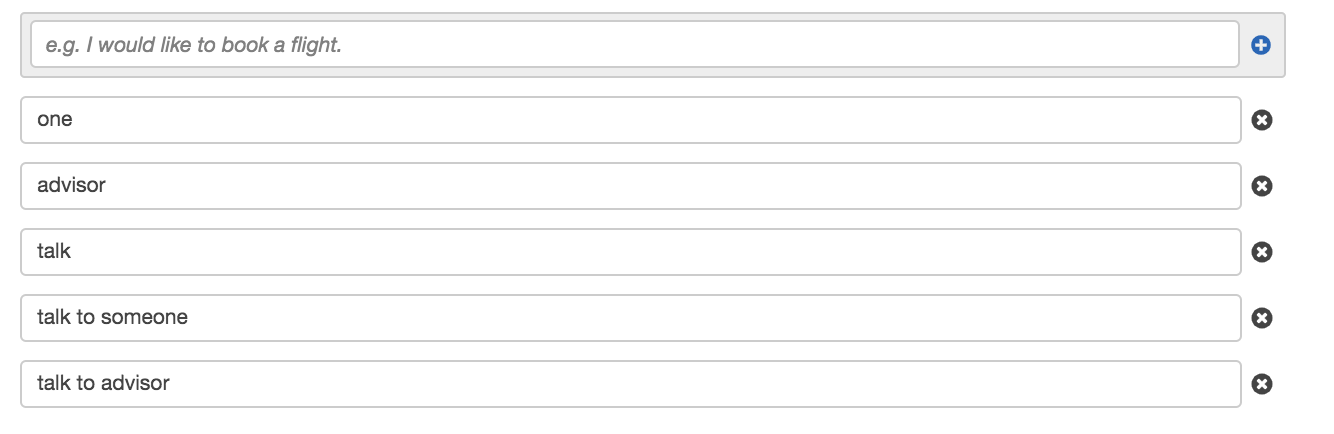 e.g. I would like to book a flight.
one
advisor
talk
talk to someone
talk to advisor